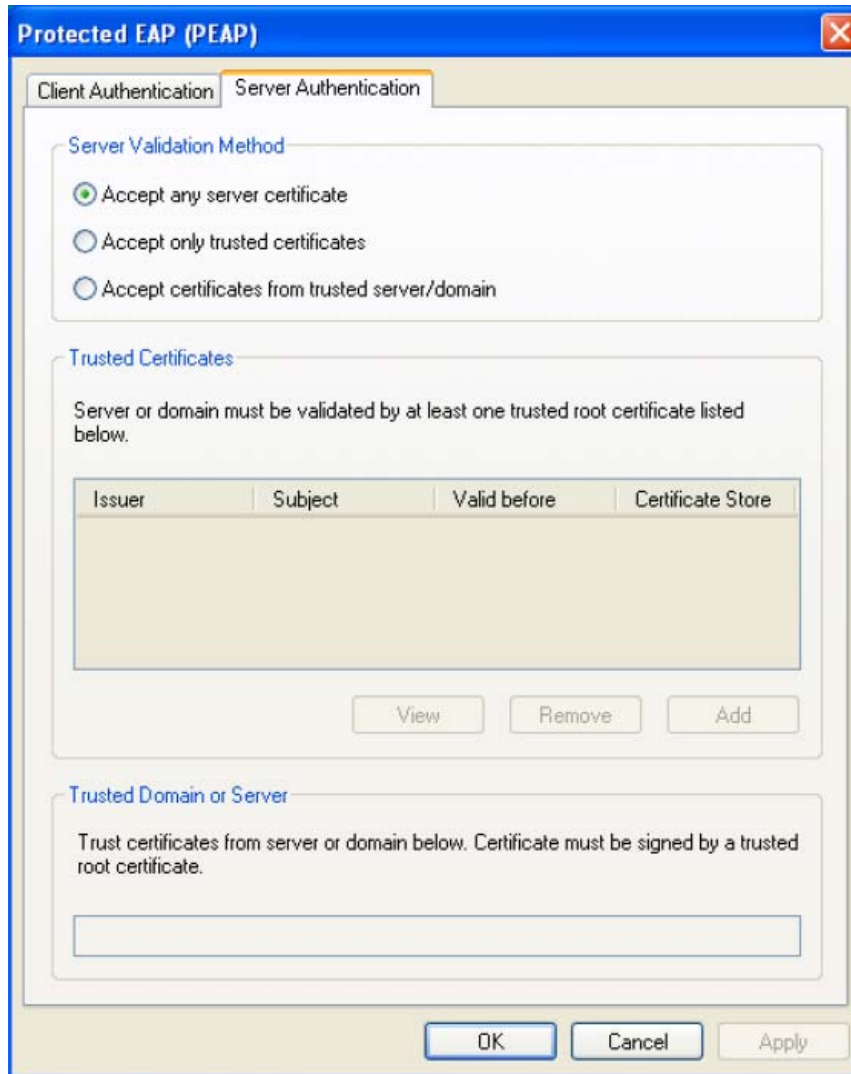 Protected EAP (PEAP)
Client Authentication Server Authentication
Server Validation Method
Accept any server certificate
Accept only trusted certificates
Accept certificates from trusted server/domain
Trusted Certificates
Server or domain must be validated by at least one trusted root certificate listed
below.
Issuer Subject Valid before Certificate Store
View Remove Add
Trusted Domain or Server
Trust certificates from server or domain below. Certificate must be signed by a trusted
root certificate.
OK Cancel Apply